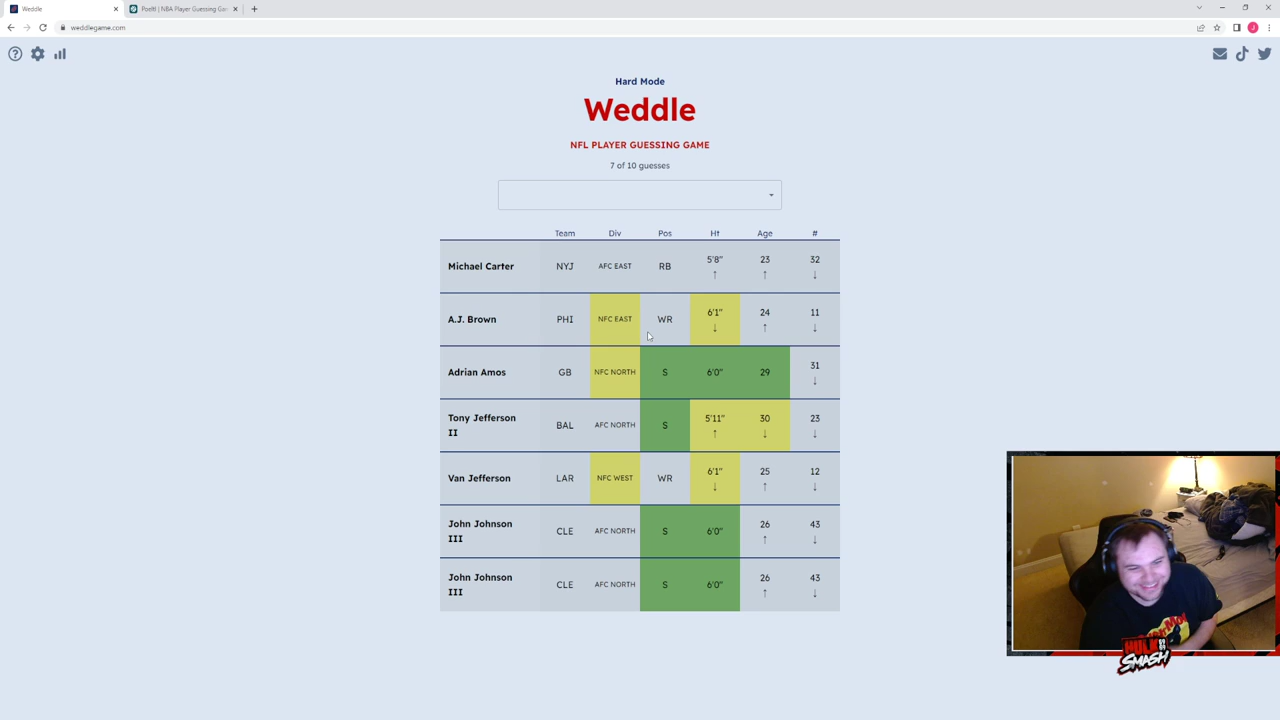 Weddle
Poeltl | NBA Player Guessing Ga
weddlegame.com
J
Hard Mode
Weddle
NFL PLAYER GUESSING GAME
7 of 10 guesses
Team Div Pos Ht Age #
Michael Carter NYJ AFC EAST RB 5'8" ↑ 23 ↑ 32 ↓
A.J. Brown PHI NFC EAST WR 6'1" ↓ 24 ↑ 11 ↓
Adrian Amos GB NFC NORTH S 6'0" 29 31 ↓
Tony Jefferson II BAL AFC NORTH S 5'11" ↑ 30 ↓ 23 ↓
Van Jefferson LAR NFC WEST WR 6'1" ↓ 25 ↑ 12 ↓
John Johnson III CLE AFC NORTH S 6'0" 26 ↑ 43 ↓
John Johnson III CLE AFC NORTH S 6'0" 26 ↑ 43 ↓
HULK
SMASH